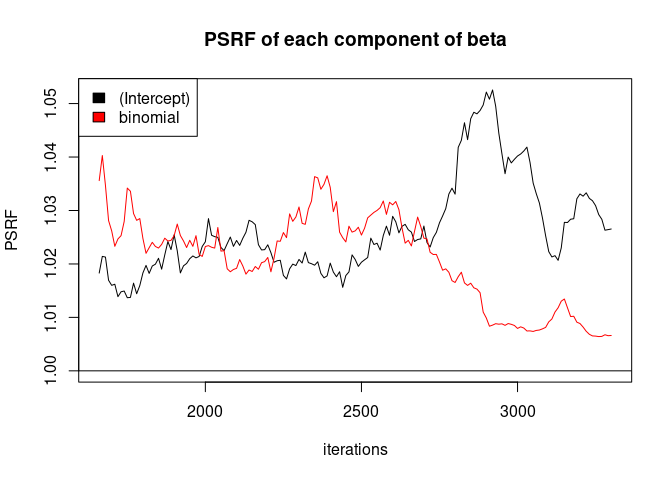 PSRF of each component of beta
(Intercept)
binomial
PSRF
1.05
1.04
1.03
1.02
1.01
1.00
2000 2500 3000
iterations